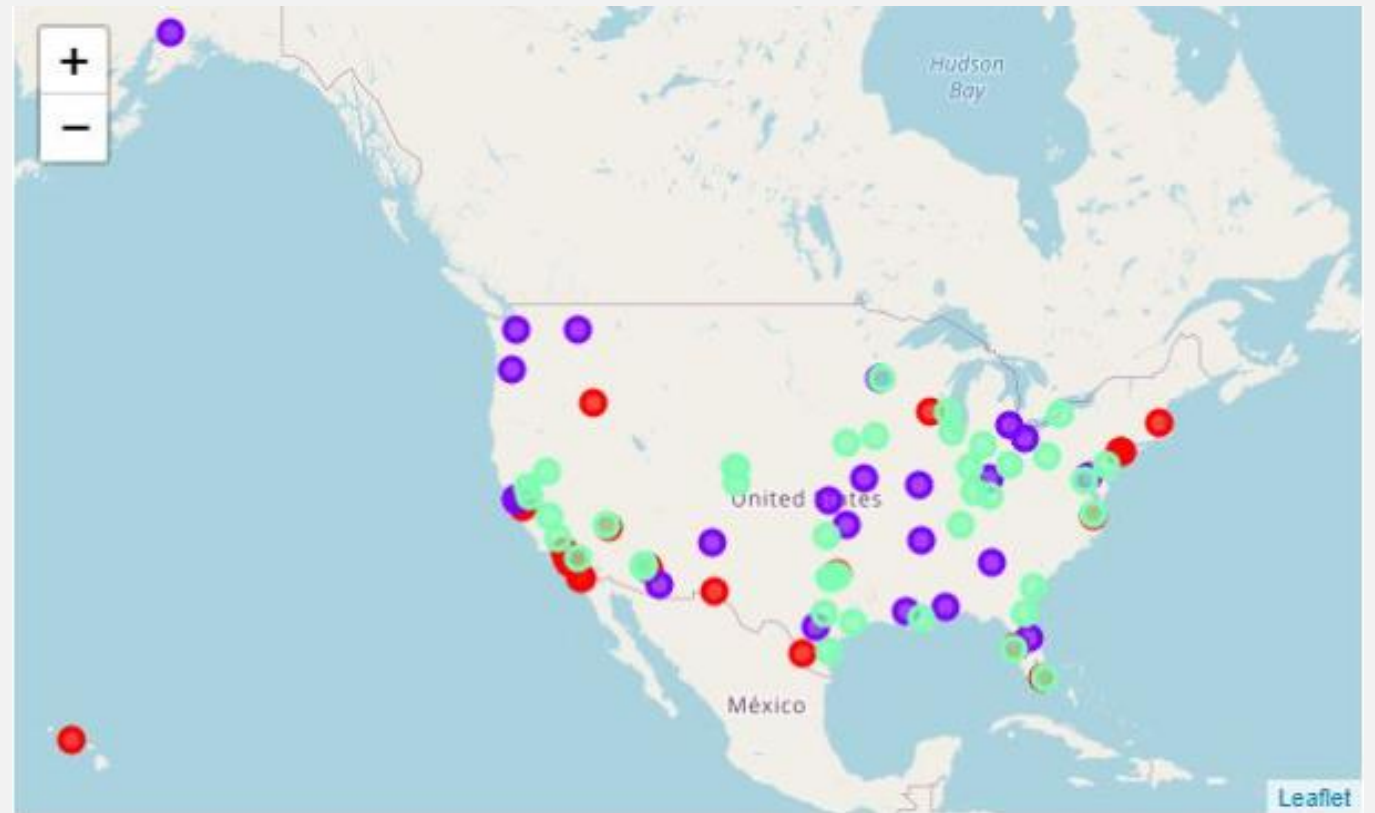 +
−
Hudson
Bay
United States
México
Leaflet